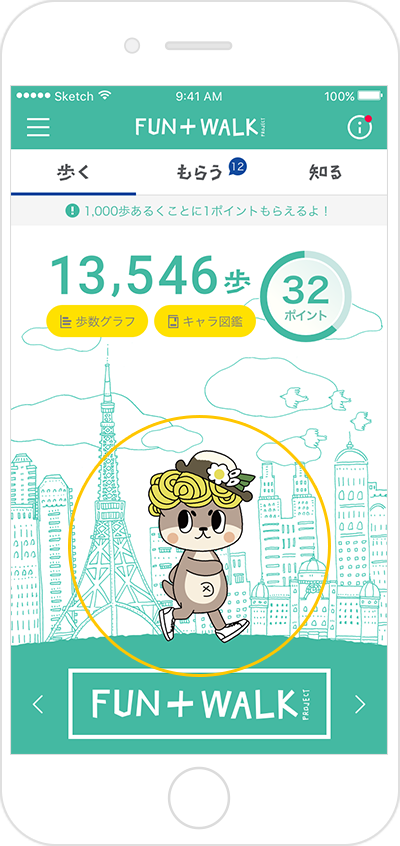 Sketch 9:41 AM 100%
FUN+WALK PROJECT
歩く もらう 12 知る
1,000歩あるくことに1ポイントもらえるよ！
13,546歩
32
ポイント
歩数グラフ キャラ図鑑
FUN+WALK PROJECT